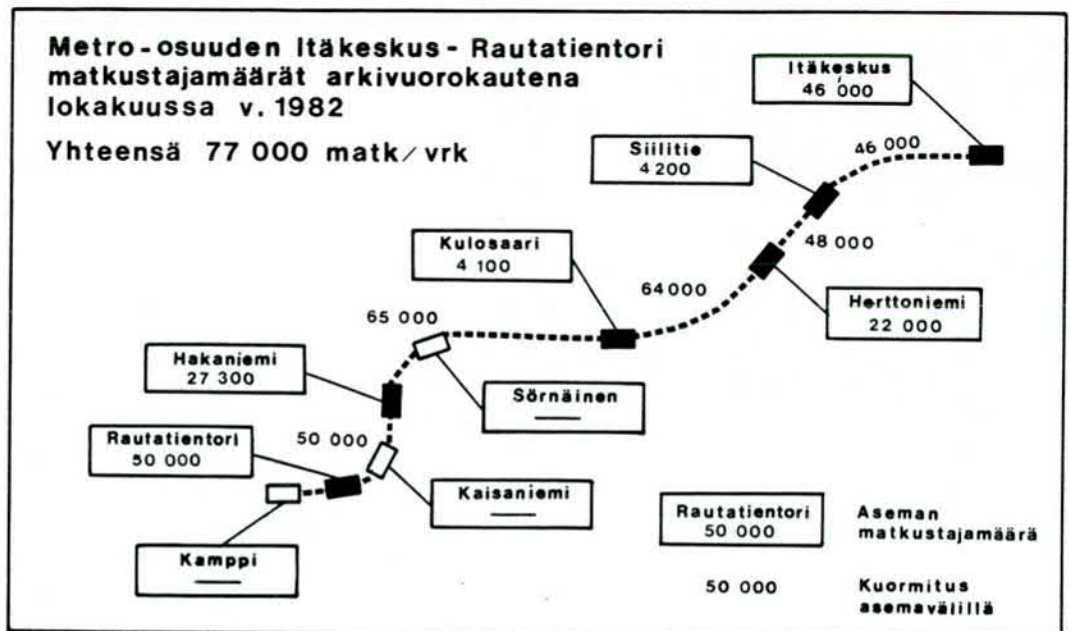 Metro-osuuden Itäkeskus - Rautatientori
matkustajamäärät arkivuorokautena
lokakuussa v. 1982
Yhteensä 77 000 matk/vrk
Itäkeskus
46 000
46 000
Siilitie
4 200
48 000
Kulosaari
4 100
64 000
Herttoniemi
22 000
65 000
Hakaniemi
27 300
Sörnäinen
50 000
Rautatientori
50 000
Kaisaniemi
Kamppi
Rautatientori
50 000
Aseman
matkustajamäärä
50 000
Kuormitus
asemavälillä